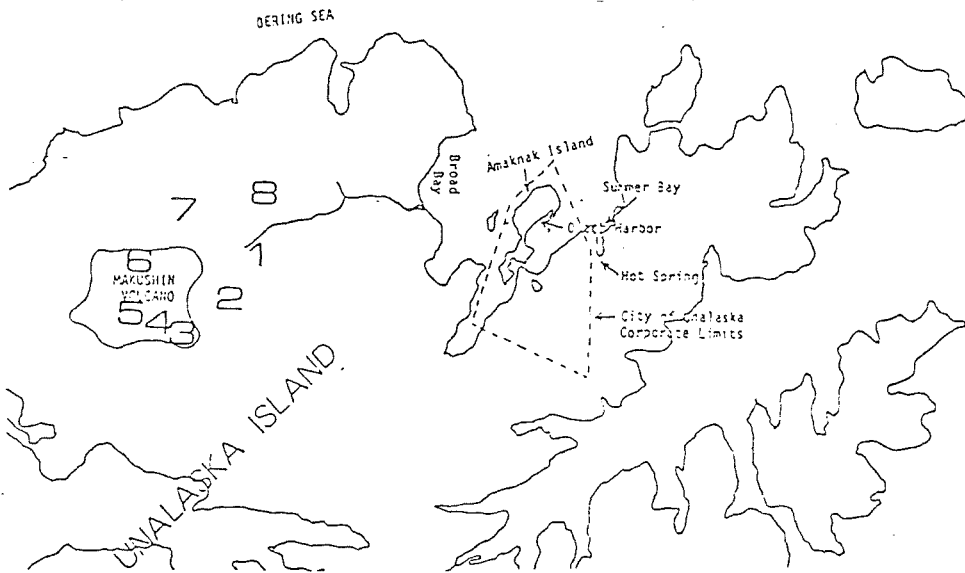 BERING SEA
Broad
Bay
Amaknak Island
Summer Bay
Harbor
Hot Spring
City of Unalaska
Corporate Limits
8
7
1
6
MAKUSHIN
VOLCANO
2
5
4
3
UNALASKA ISLAND